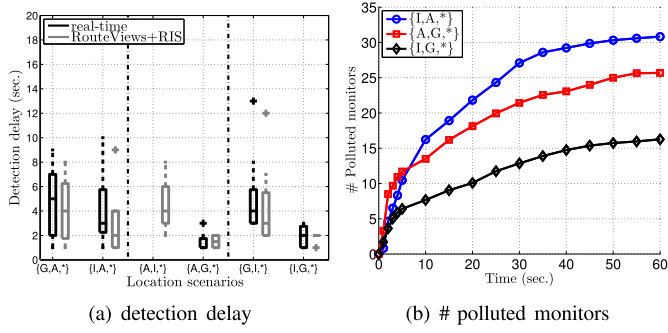 real-time
RouteViews+RIS
Detection delay (sec.)
20
18
16
14
12
10
8
6
4
2
0
{G,A,*} {I,A,*} {A,I,*} {A,G,*} {G,I,*} {I,G,*}
Location scenarios
(a) detection delay
{I,A,*}
{A,G,*}
{I,G,*}
# Polluted monitors
35
30
25
20
15
10
5
0
0 10 20 30 40 50 60
Time (sec.)
(b) # polluted monitors